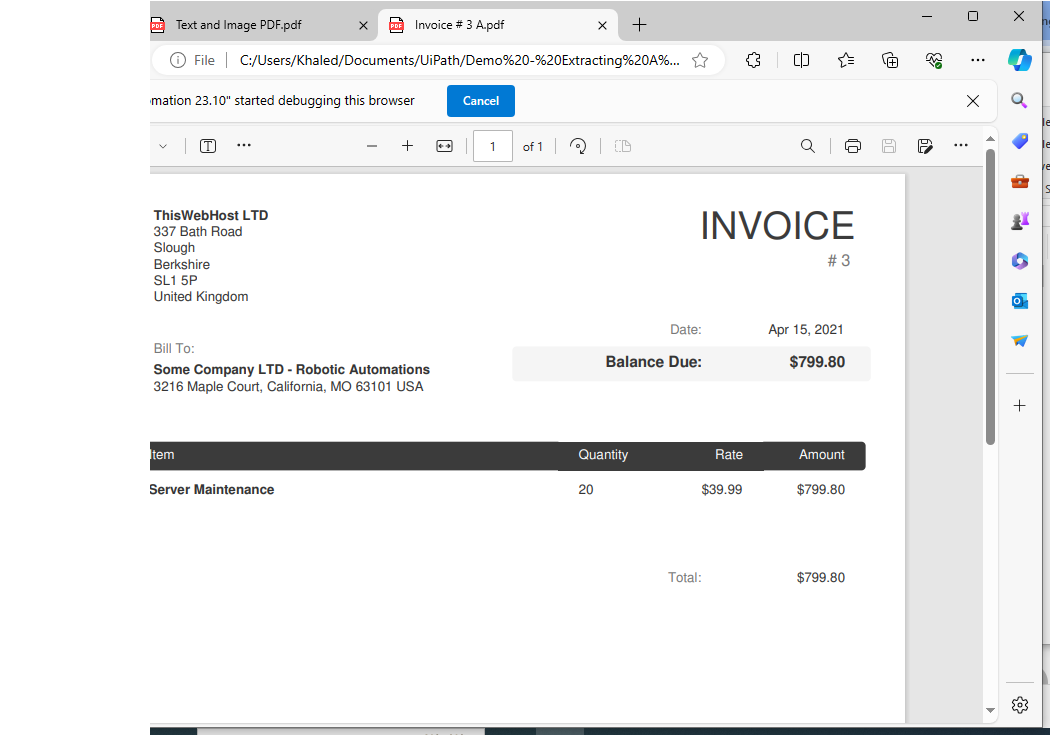 Text and Image PDF.pdf
Invoice # 3 A.pdf
File
C:/Users/Khaled/Documents/UiPath/Demo%20-%20Extracting%20A%...
mation 23.10" started debugging this browser
Cancel
1
of 1
ThisWebHost LTD
337 Bath Road
Slough
Berkshire
SL1 5P
United Kingdom
INVOICE
# 3
Date: Apr 15, 2021
Balance Due: $799.80
Bill To:
Some Company LTD - Robotic Automations
3216 Maple Court, California, MO 63101 USA
Item Quantity Rate Amount
Server Maintenance 20 $39.99 $799.80
Total: $799.80